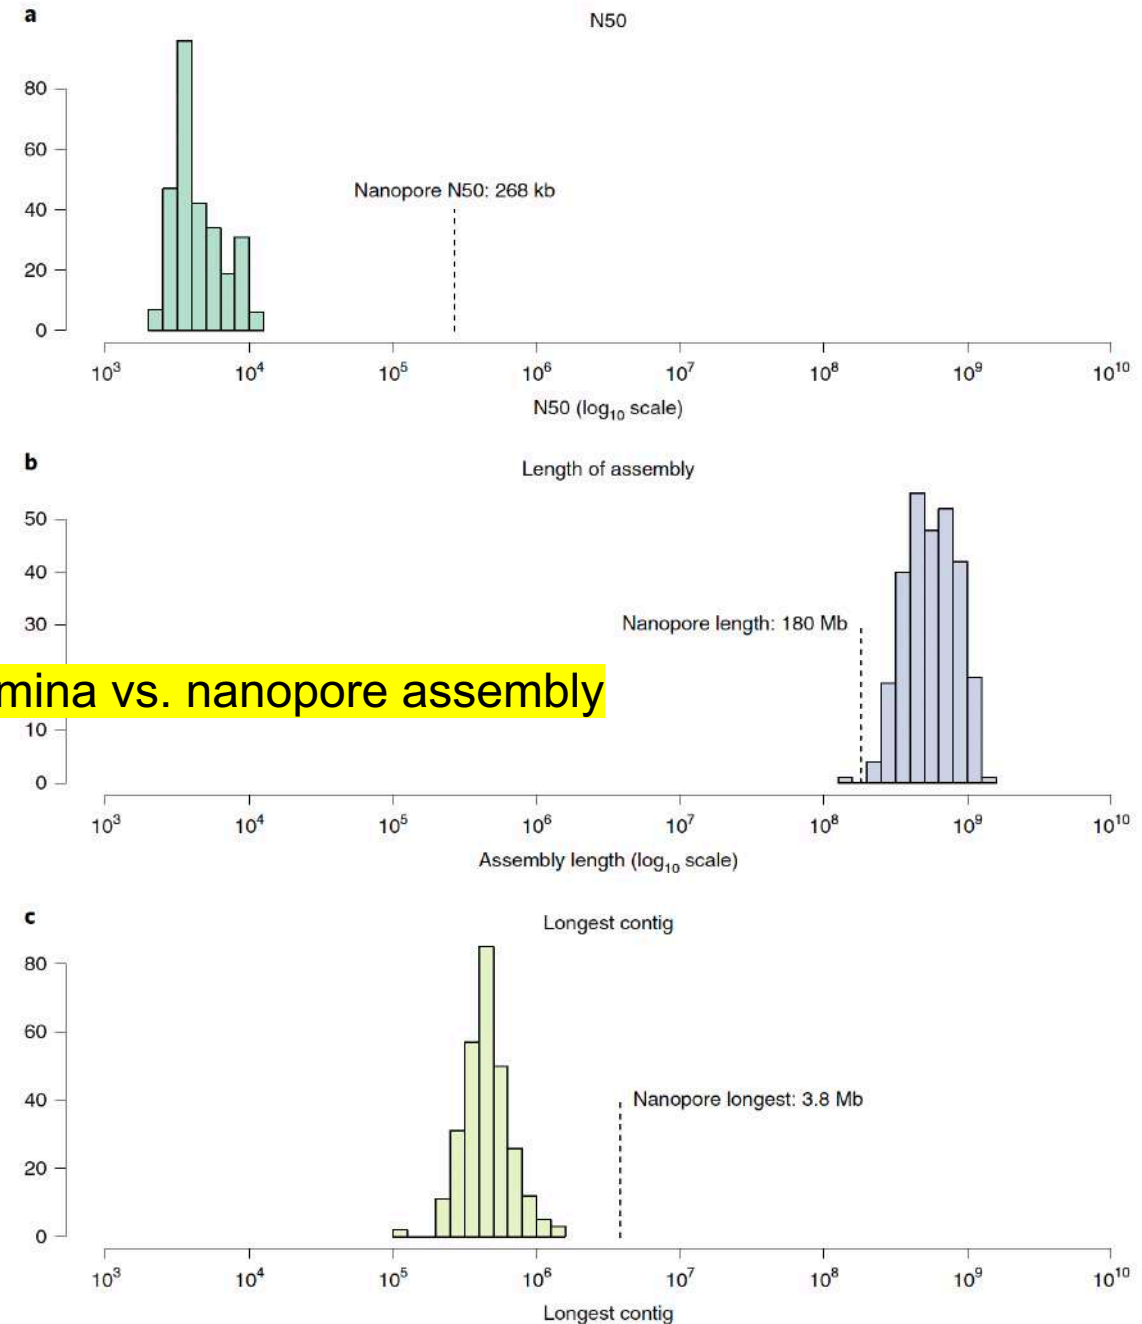 a
N50
80
60
40
20
0
Nanopore N50: 268 kb
10³ 10⁴ 10⁵ 10⁶ 10⁷ 10⁸ 10⁹ 10¹⁰
N50 (log₁₀ scale)
b
Length of assembly
50
40
30
10
0
Nanopore length: 180 Mb
mina vs. nanopore assembly
10³ 10⁴ 10⁵ 10⁶ 10⁷ 10⁸ 10⁹ 10¹⁰
Assembly length (log₁₀ scale)
c
Longest contig
80
60
40
20
0
Nanopore longest: 3.8 Mb
10³ 10⁴ 10⁵ 10⁶ 10⁷ 10⁸ 10⁹ 10¹⁰
Longest contig